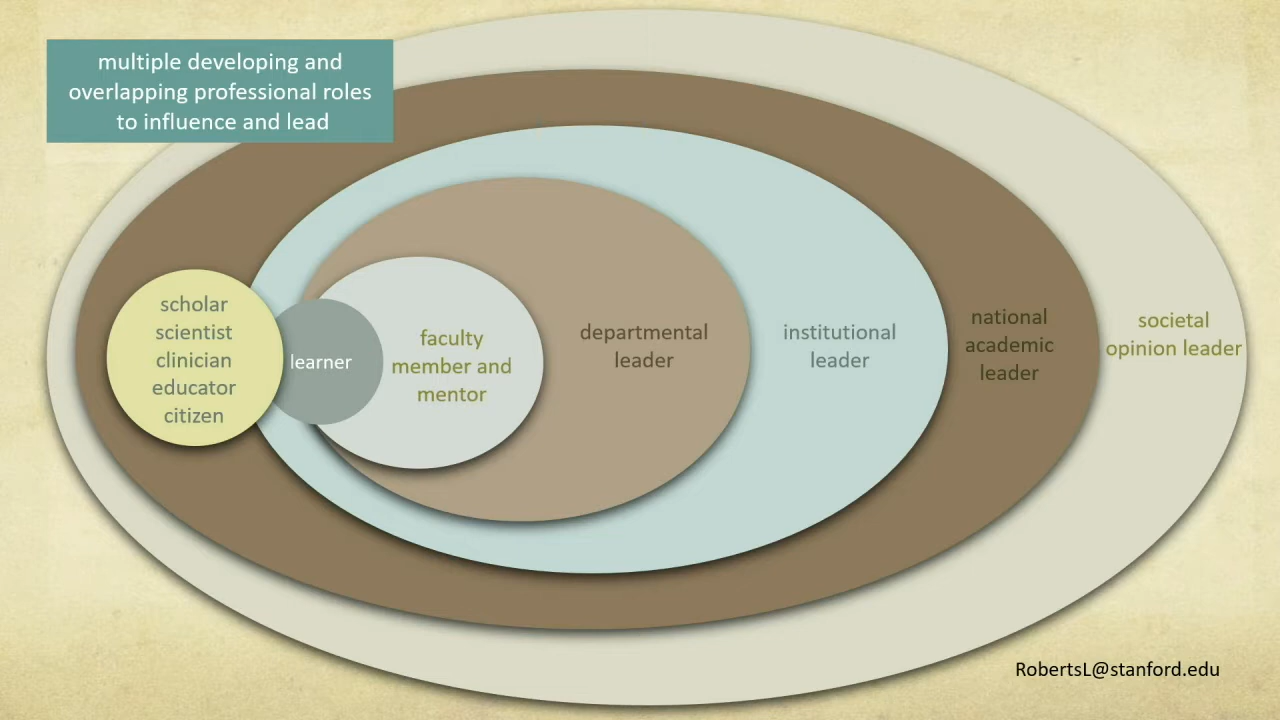 multiple developing and
overlapping professional roles
to influence and lead
scholar
scientist
clinician
educator
citizen
learner
faculty
member and
mentor
departmental
leader
institutional
leader
national
academic
leader
societal
opinion leader
RobertsL@stanford.edu